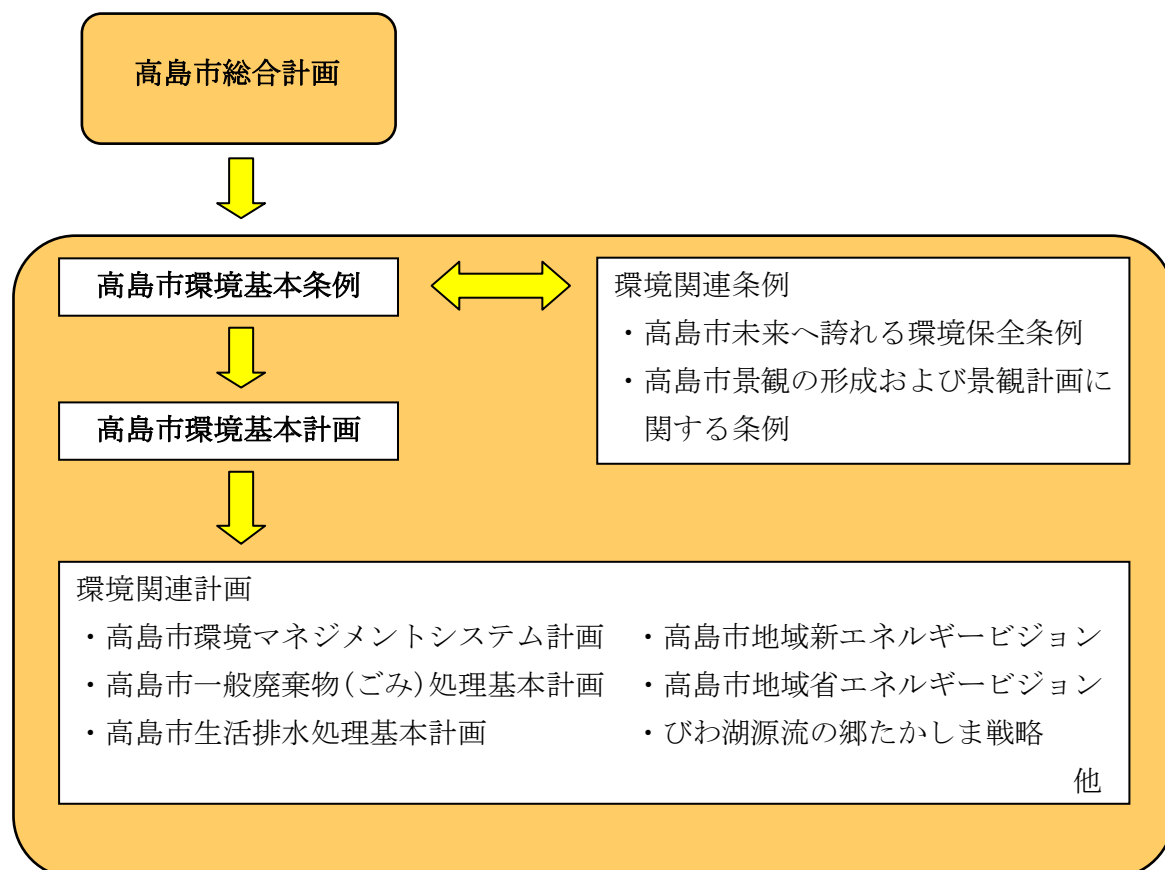 高島市総合計画
高島市環境基本条例
環境関連条例
・高島市未来へ誇れる環境保全条例
・高島市景観の形成および景観計画に
関する条例
高島市環境基本計画
環境関連計画
・高島市環境マネジメントシステム計画
・高島市一般廃棄物(ごみ)処理基本計画
・高島市生活排水処理基本計画
・高島市地域新エネルギービジョン
・高島市地域省エネルギービジョン
・びわ湖源流の郷たかしま戦略
他